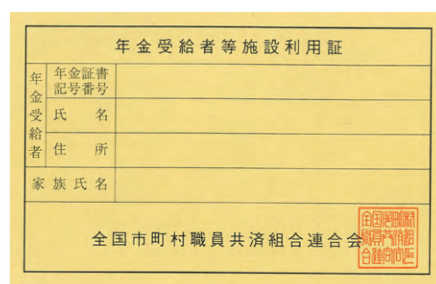 年金受給者等施設利用証
年金受給者
年金証書
記号番号
氏名
住所
家族氏名
全国市町村職員共済組合連合会